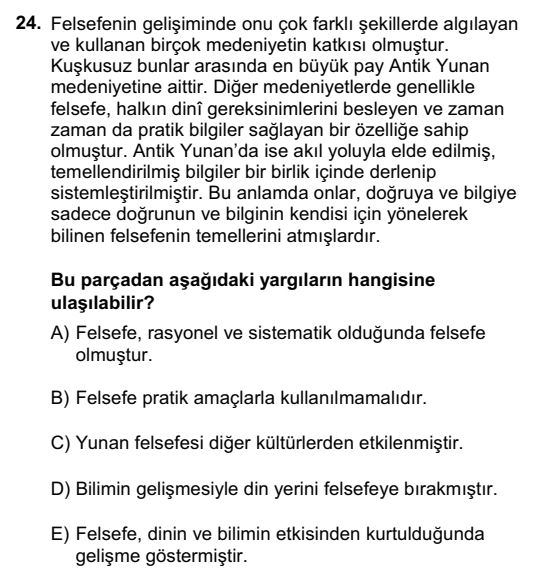 24. Felsefenin gelişiminde onu çok farklı şekillerde algılayan
ve kullanan birçok medeniyetin katkısı olmuştur.
Kuşkusuz bunlar arasında en büyük pay Antik Yunan
medeniyetine aittir. Diğer medeniyetlerde genellikle
felsefe, halkın dinî gereksinimlerini besleyen ve zaman
zaman da pratik bilgiler sağlayan bir özelliğe sahip
olmuştur. Antik Yunan’da ise akıl yoluyla elde edilmiş,
temellendirilmiş bilgiler bir birlik içinde derlenip
sistemleştirilmiştir. Bu anlamda onlar, doğruya ve bilgiye
sadece doğrunun ve bilginin kendisi için yönelerek
bilinen felsefenin temellerini atmışlardır.
Bu parçadan aşağıdaki yargıların hangisine
ulaşılabilir?
A) Felsefe, rasyonel ve sistematik olduğunda felsefe
olmuştur.
B) Felsefe pratik amaçlarla kullanılmamalıdır.
C) Yunan felsefesi diğer kültürlerden etkilenmiştir.
D) Bilimin gelişmesiyle din yerini felsefeye bırakmıştır.
E) Felsefe, dinin ve bilimin etkisinden kurtulduğunda
gelişme göstermiştir.